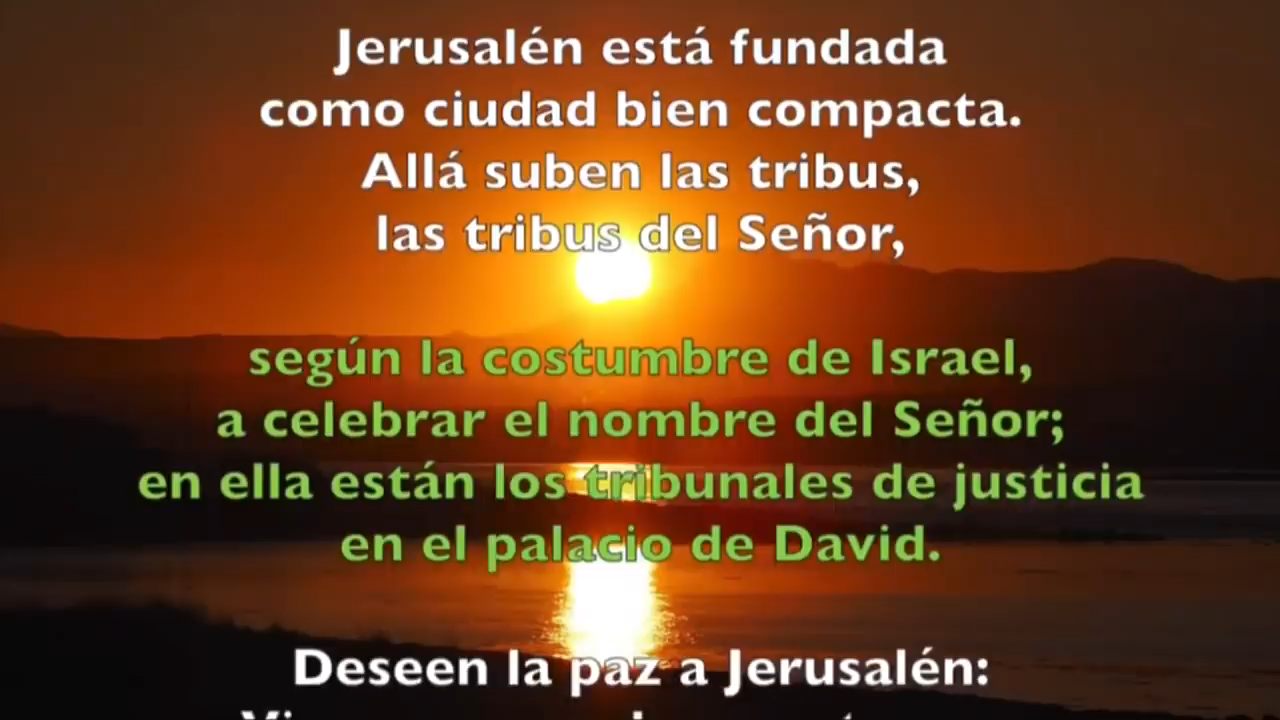 Jerusalén está fundada
como ciudad bien compacta.
Allá suben las tribus,
las tribus del Señor,
según la costumbre de Israel,
a celebrar el nombre del Señor;
en ella están los tribunales de justicia
en el palacio de David.
Deseen la paz a Jerusalén: